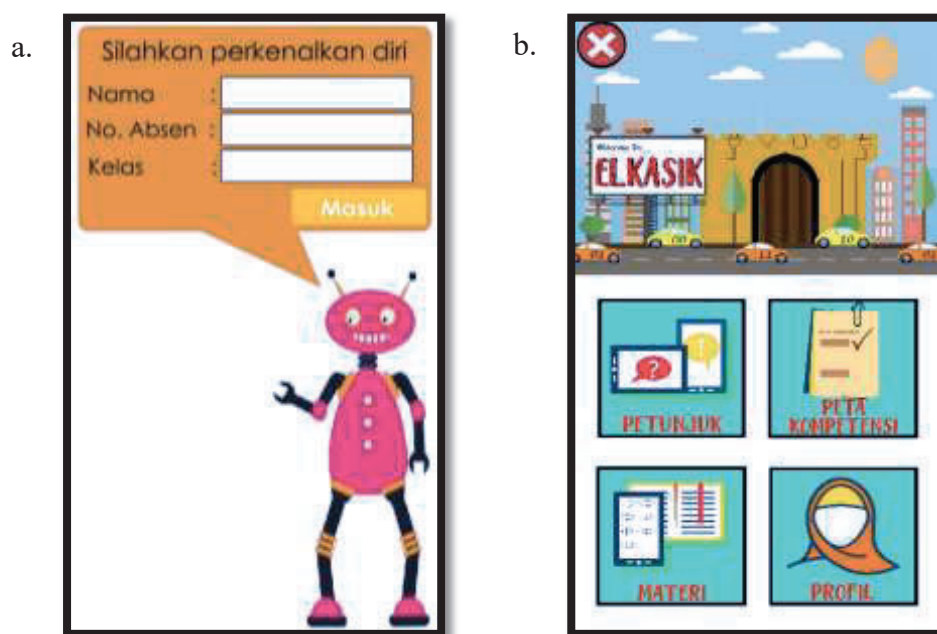 a.
Silahkan perkenalkan diri
Nama :
No. Absen :
Kelas :
Masuk
b.
Welcome To
ELKASIK
PETUNJUK
PETA
KOMPETENSI
MATERI
PROFIL